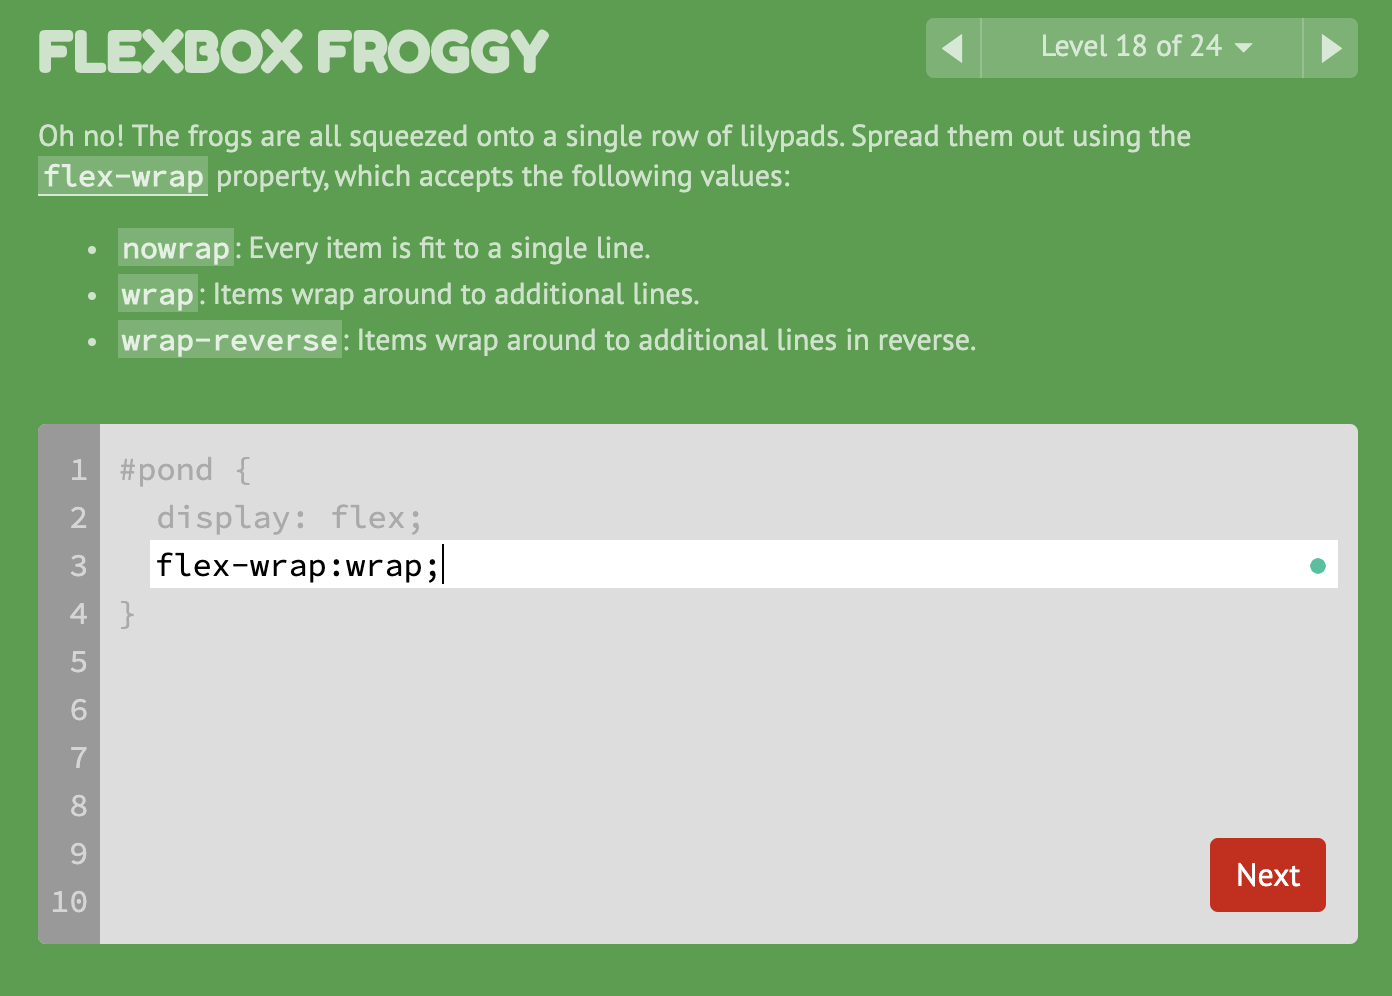 FLEXBOX FROGGY
Level 18 of 24
Oh no! The frogs are all squeezed onto a single row of lilypads. Spread them out using the
flex-wrap property, which accepts the following values:
• nowrap: Every item is fit to a single line.
• wrap: Items wrap around to additional lines.
• wrap-reverse: Items wrap around to additional lines in reverse.
1 #pond {
2 display: flex;
3 flex-wrap:wrap;
4 }
5
6
7
8
9
10
Next